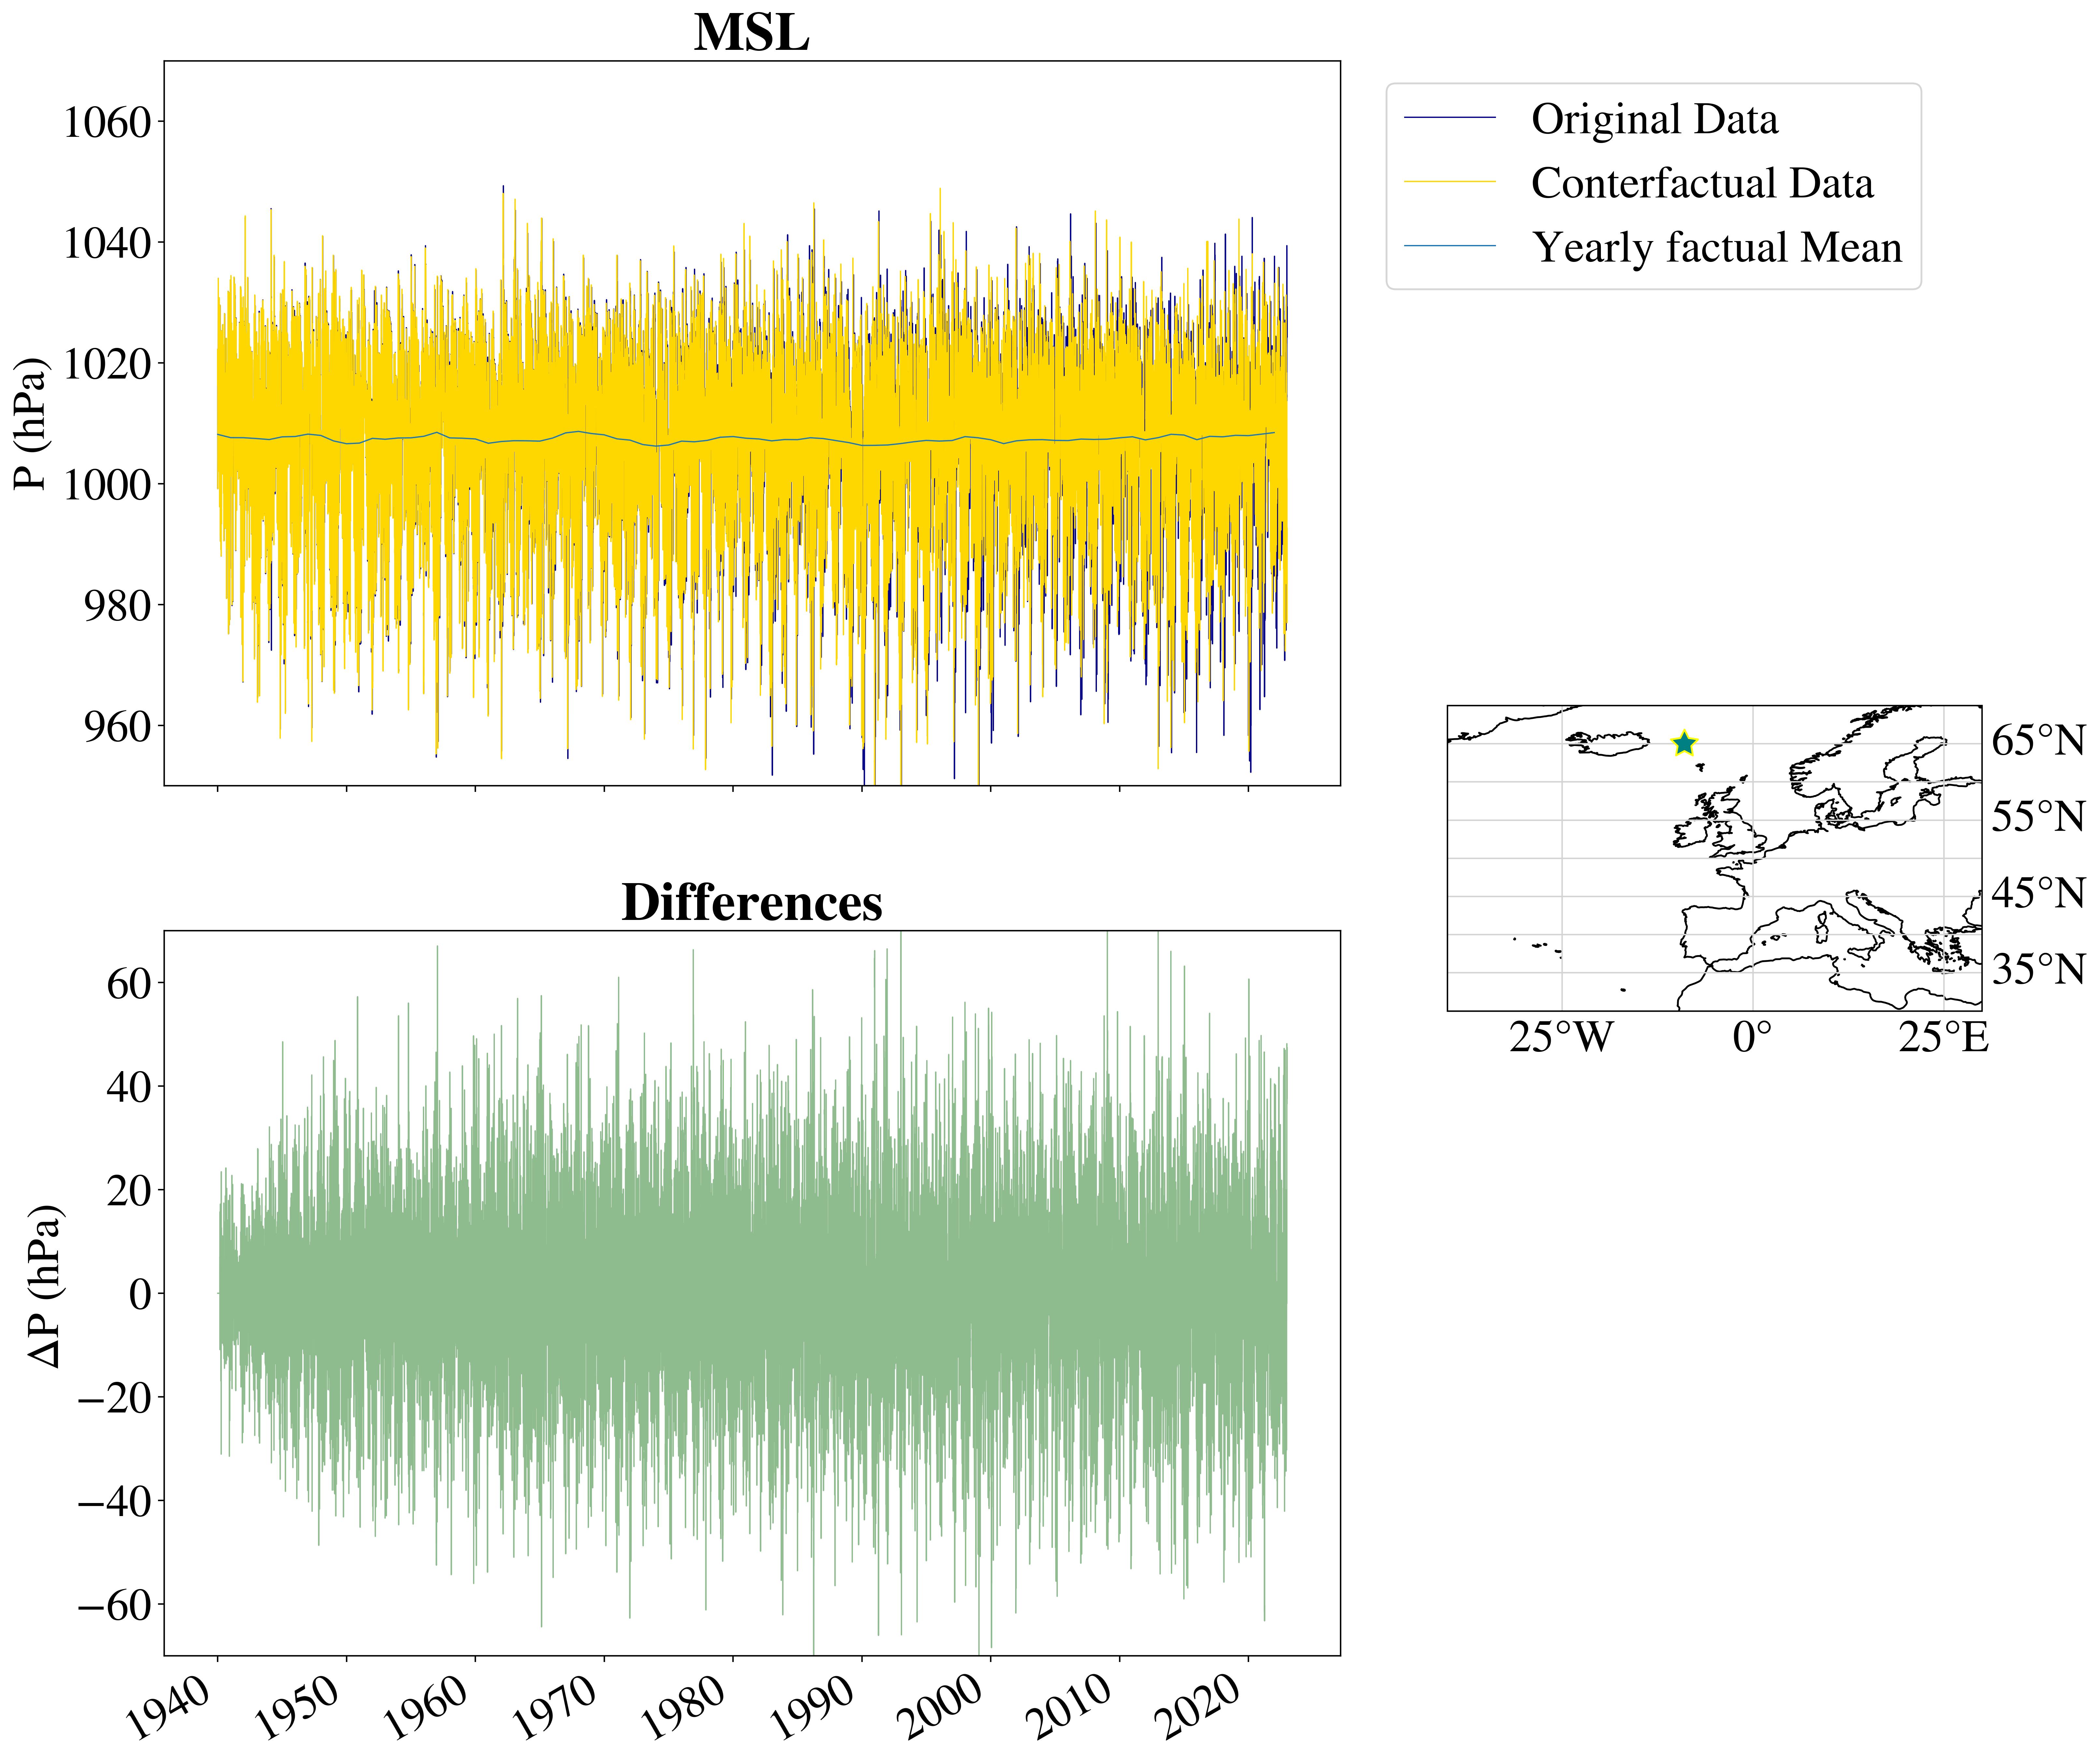 MSL
P (hPa)
1060
1040
1020
1000
980
960
Original Data
Conterfactual Data
Yearly factual Mean
65°N
55°N
45°N
35°N
25°W 0° 25°E
Differences
ΔP (hPa)
60
40
20
0
−20
−40
−60
1940 1950 1960 1970 1980 1990 2000 2010 2020